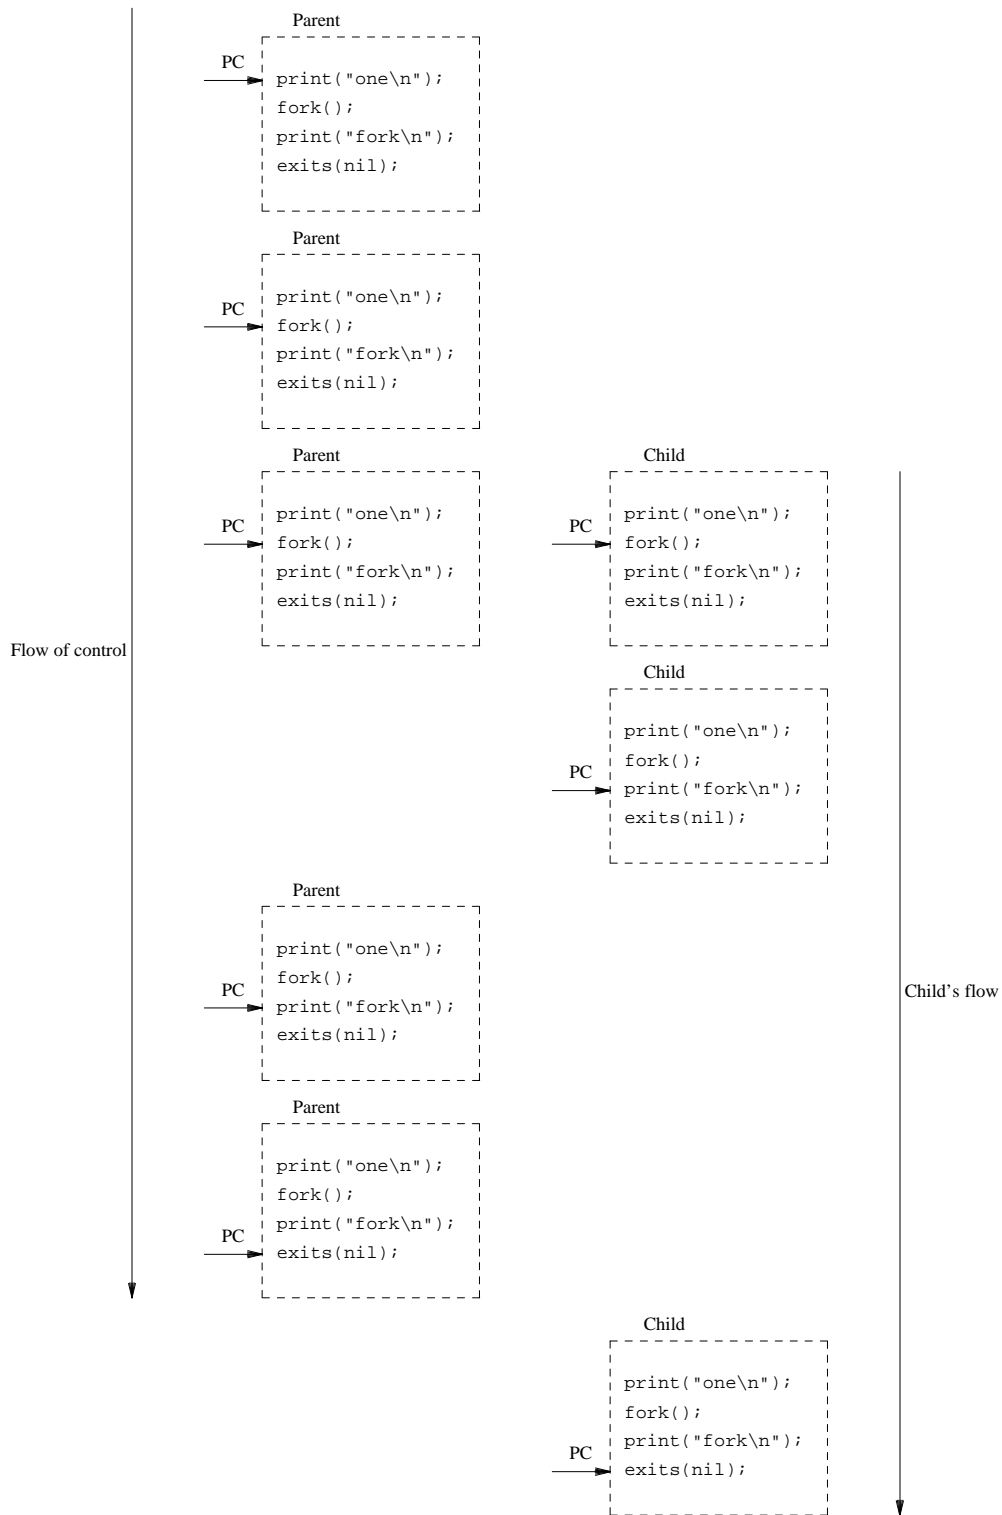 Parent
PC
print("one\n");
fork();
print("fork\n");
exits(nil);
Parent
print("one\n");
PC
fork();
print("fork\n");
exits(nil);
Parent
PC
print("one\n");
fork();
print("fork\n");
exits(nil);
Child
PC
print("one\n");
fork();
print("fork\n");
exits(nil);
Flow of control
Child
print("one\n");
fork();
PC
print("fork\n");
exits(nil);
Parent
print("one\n");
fork();
PC
print("fork\n");
exits(nil);
Child's flow
Parent
print("one\n");
fork();
print("fork\n");
PC
exits(nil);
Child
print("one\n");
fork();
print("fork\n");
PC
exits(nil);